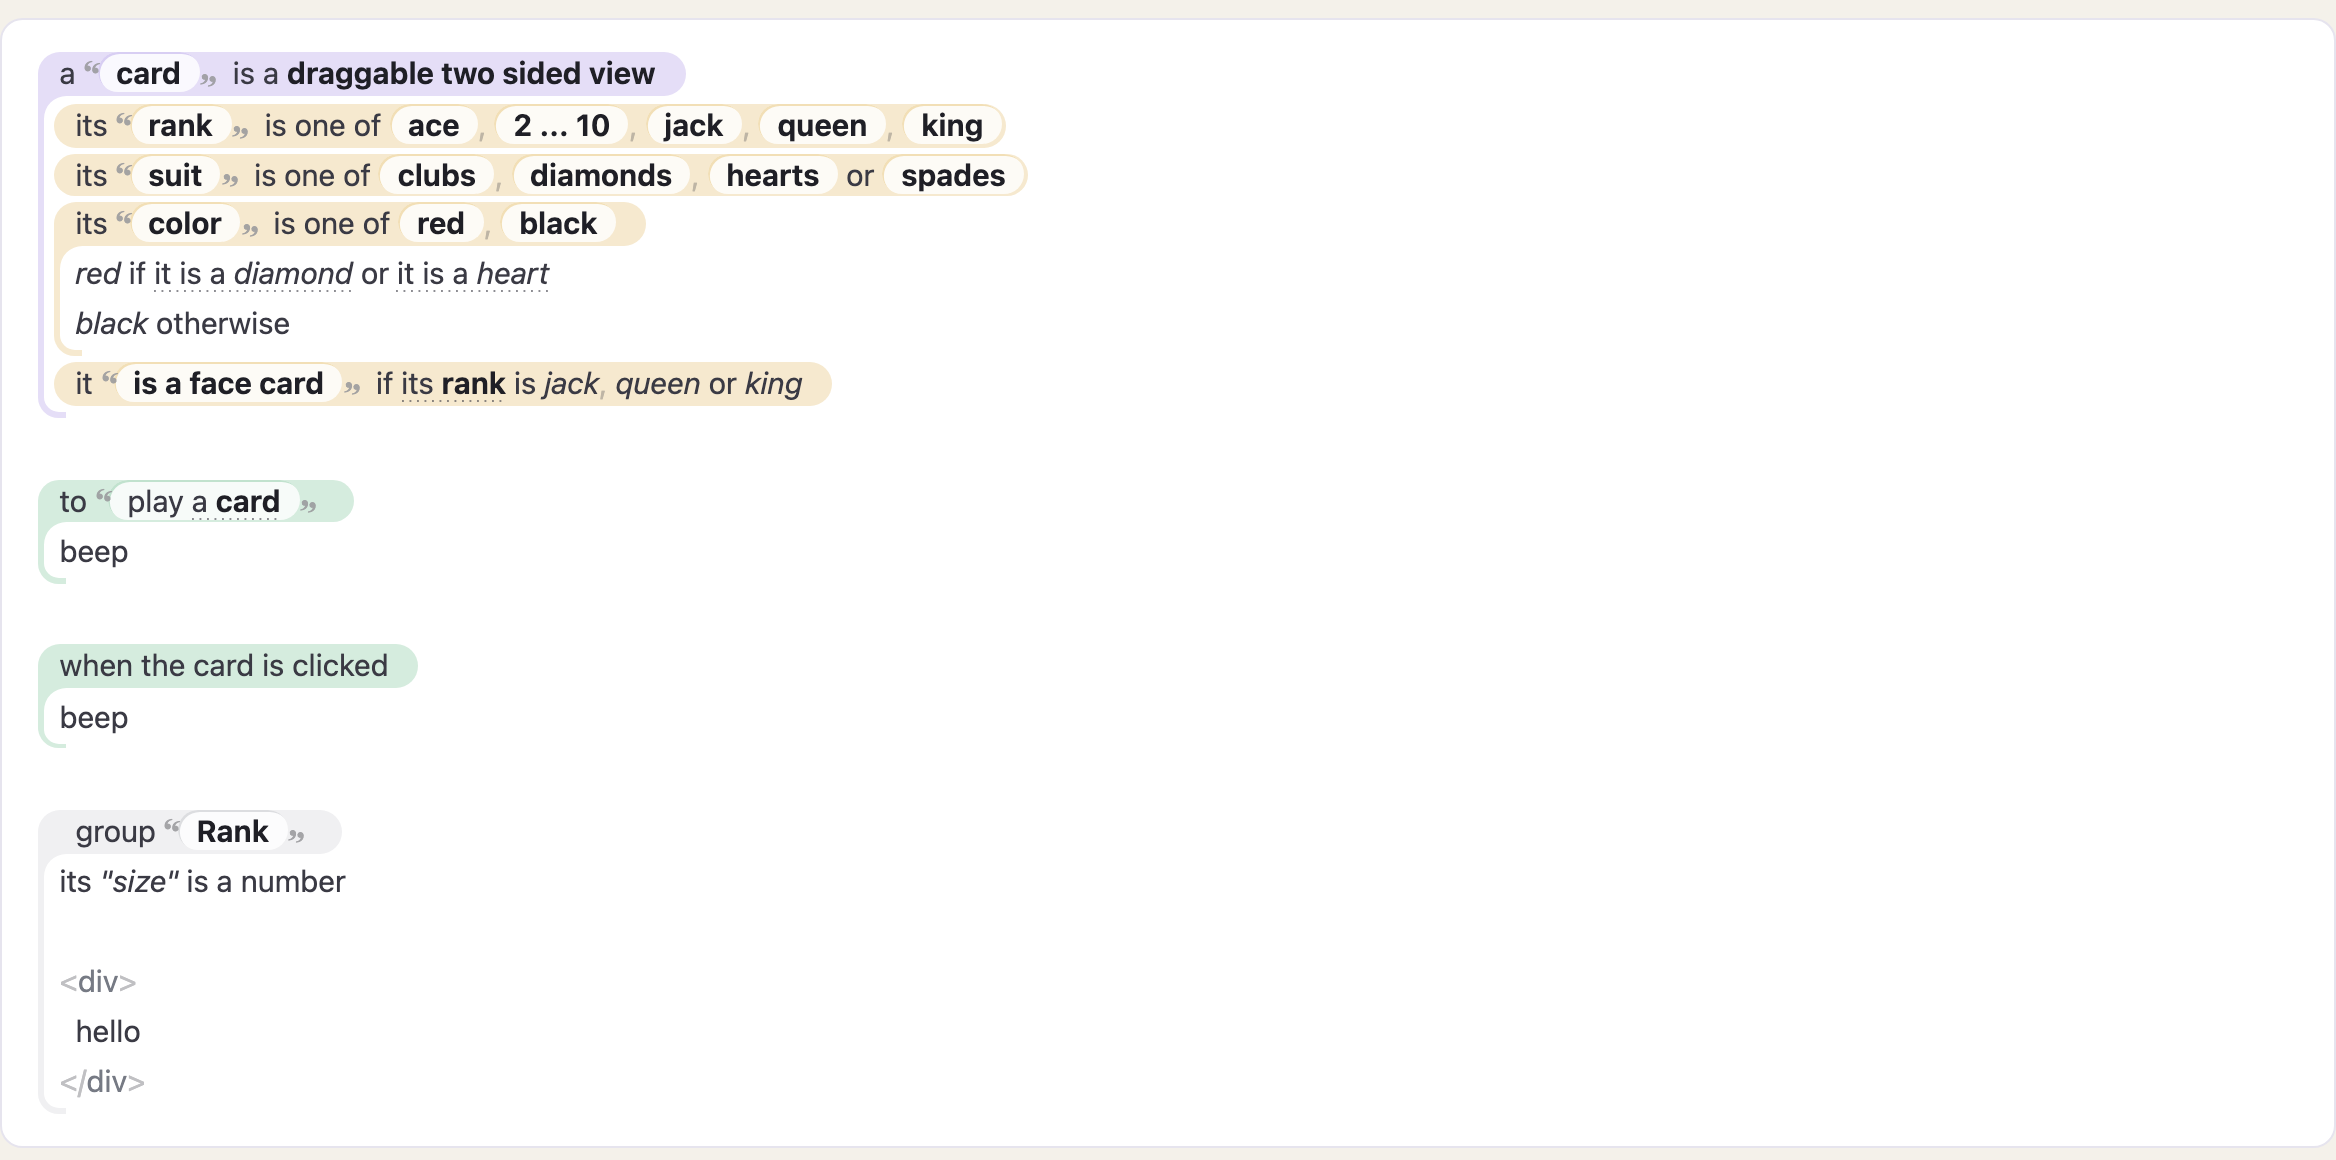 a “card” is a draggable two sided view
its “rank” is one of ace, 2 ... 10, jack, queen, king
its “suit” is one of clubs, diamonds, hearts or spades
its “color” is one of red, black
red if it is a diamond or it is a heart
black otherwise
it “is a face card” if its rank is jack, queen or king
to “play a card”
beep
when the card is clicked
beep
group “Rank”
its "size" is a number
<div>
hello
</div>